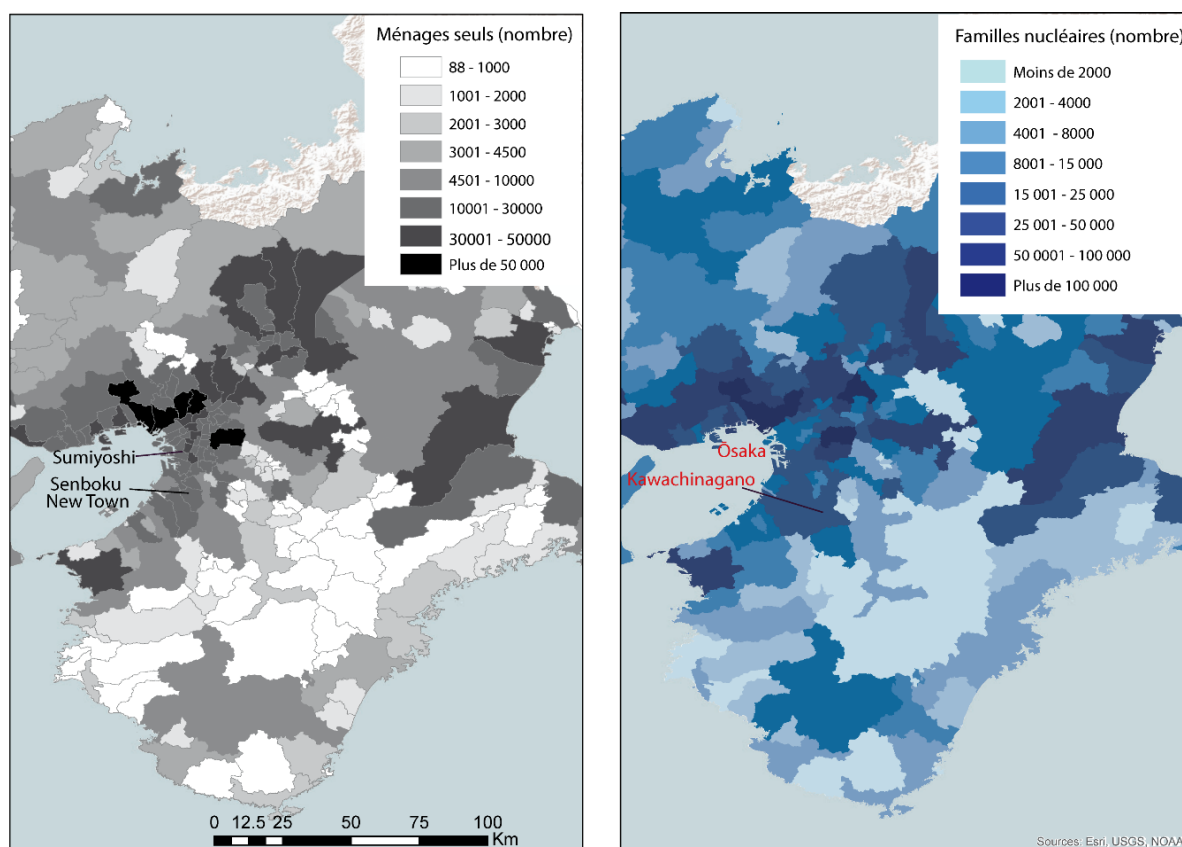 Ménages seuls (nombre)
88 - 1000
1001 - 2000
2001 - 3000
3001 - 4500
4501 - 10000
10001 - 30000
30001 - 50000
Plus de 50 000
Sumiyoshi
Senboku
New Town
0 12.5 25 50 75 100
Km
Familles nucléaires (nombre)
Moins de 2000
2001 - 4000
4001 - 8000
8001 - 15 000
15 001 - 25 000
25 001 - 50 000
50 0001 - 100 000
Plus de 100 000
Ōsaka
Kawachinagano
Sources: Esri, USGS, NOAA